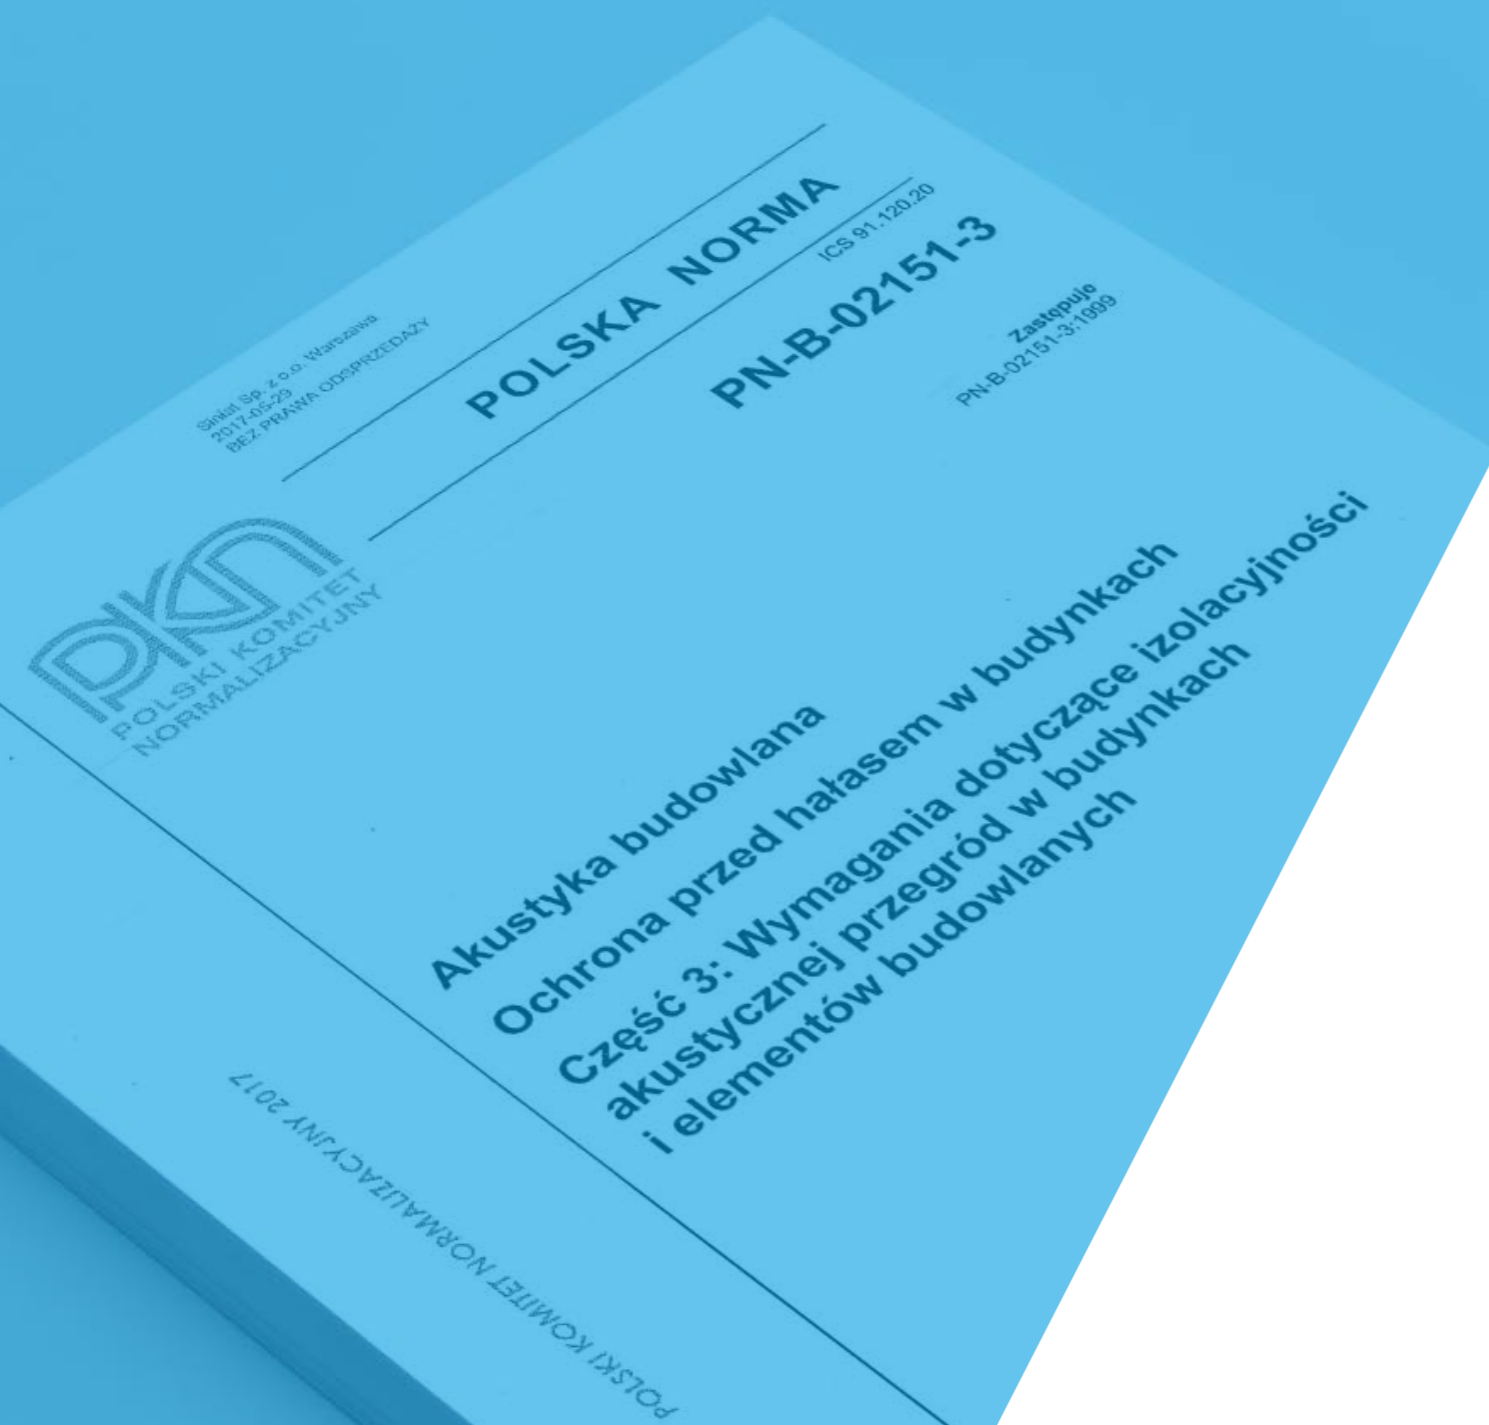 Siniat Sp. z o.o. Warszawa
2017-05-29
BEZ PRAWA ODSPRZEDAŻY
POLSKA NORMA
ICS 91.120.20
PN-B-02151-3
Zastępuje
PN-B-02151-3:1999
PKN
POLSKI KOMITET
NORMALIZACYJNY
Akustyka budowlana
Ochrona przed hałasem w budynkach
Część 3: Wymagania dotyczące izolacyjności
akustycznej przegród w budynkach
i elementów budowlanych
POLSKI KOMITET NORMALIZACYJNY 2017